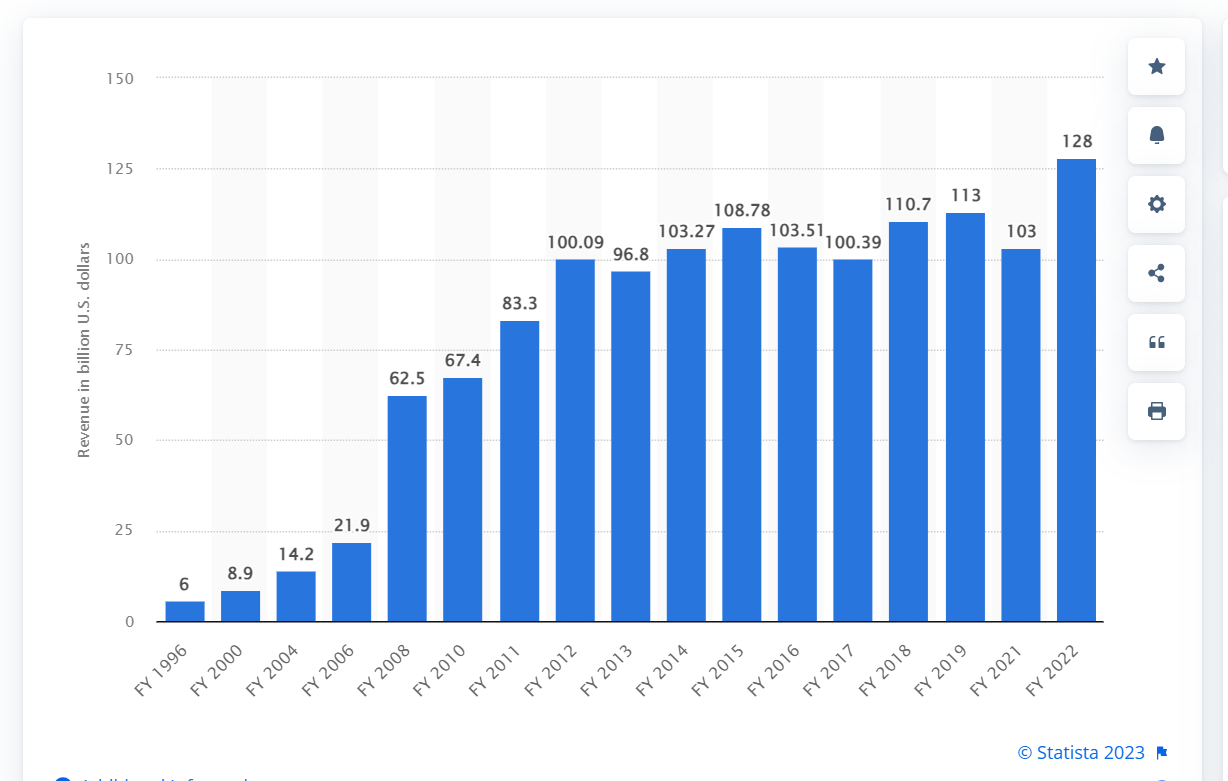 150
125
100
75
50
25
0
Revenue in billion U.S. dollars
6
8.9
14.2
21.9
62.5
67.4
83.3
100.09
96.8
103.27
108.78
103.51
100.39
110.7
113
103
128
FY 1996
FY 2000
FY 2004
FY 2006
FY 2008
FY 2010
FY 2011
FY 2012
FY 2013
FY 2014
FY 2015
FY 2016
FY 2017
FY 2018
FY 2019
FY 2021
FY 2022
© Statista 2023